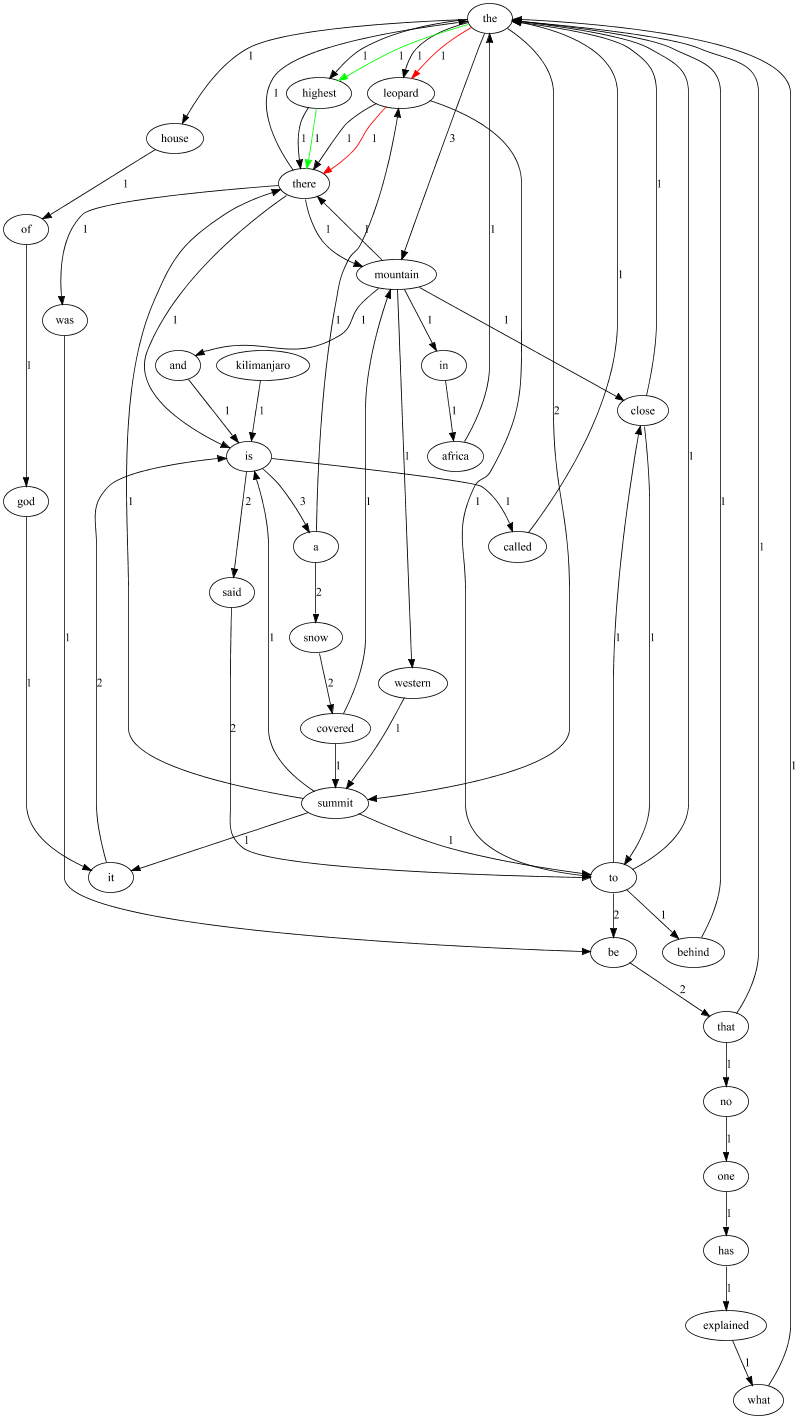 the
1 1 1 1 1
highest leopard
1
house 1 1 1 1 3
1 there 1
of 1 1 1 1
mountain 1
was 1 1 1 1 1
1 and kilimanjaro in
1 1 1 close 2
is 1 africa 1
god 1 2 3 1 1 1 1
a called 1
said 2
1 1 snow 1 1
1 2 2 western
2 covered 1
1 1
summit
1 1
it to
2 1
be behind
2
that
1
no
1
one
1
has
1
explained
1
what